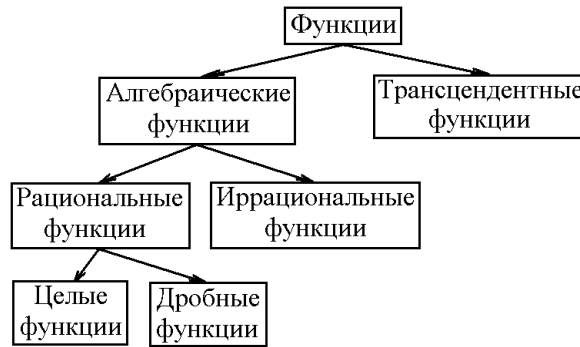 Функции
Алгебраические
функции
Трансцендентные
функции
Рациональные
функции
Иррациональные
функции
Целые
функции
Дробные
функции